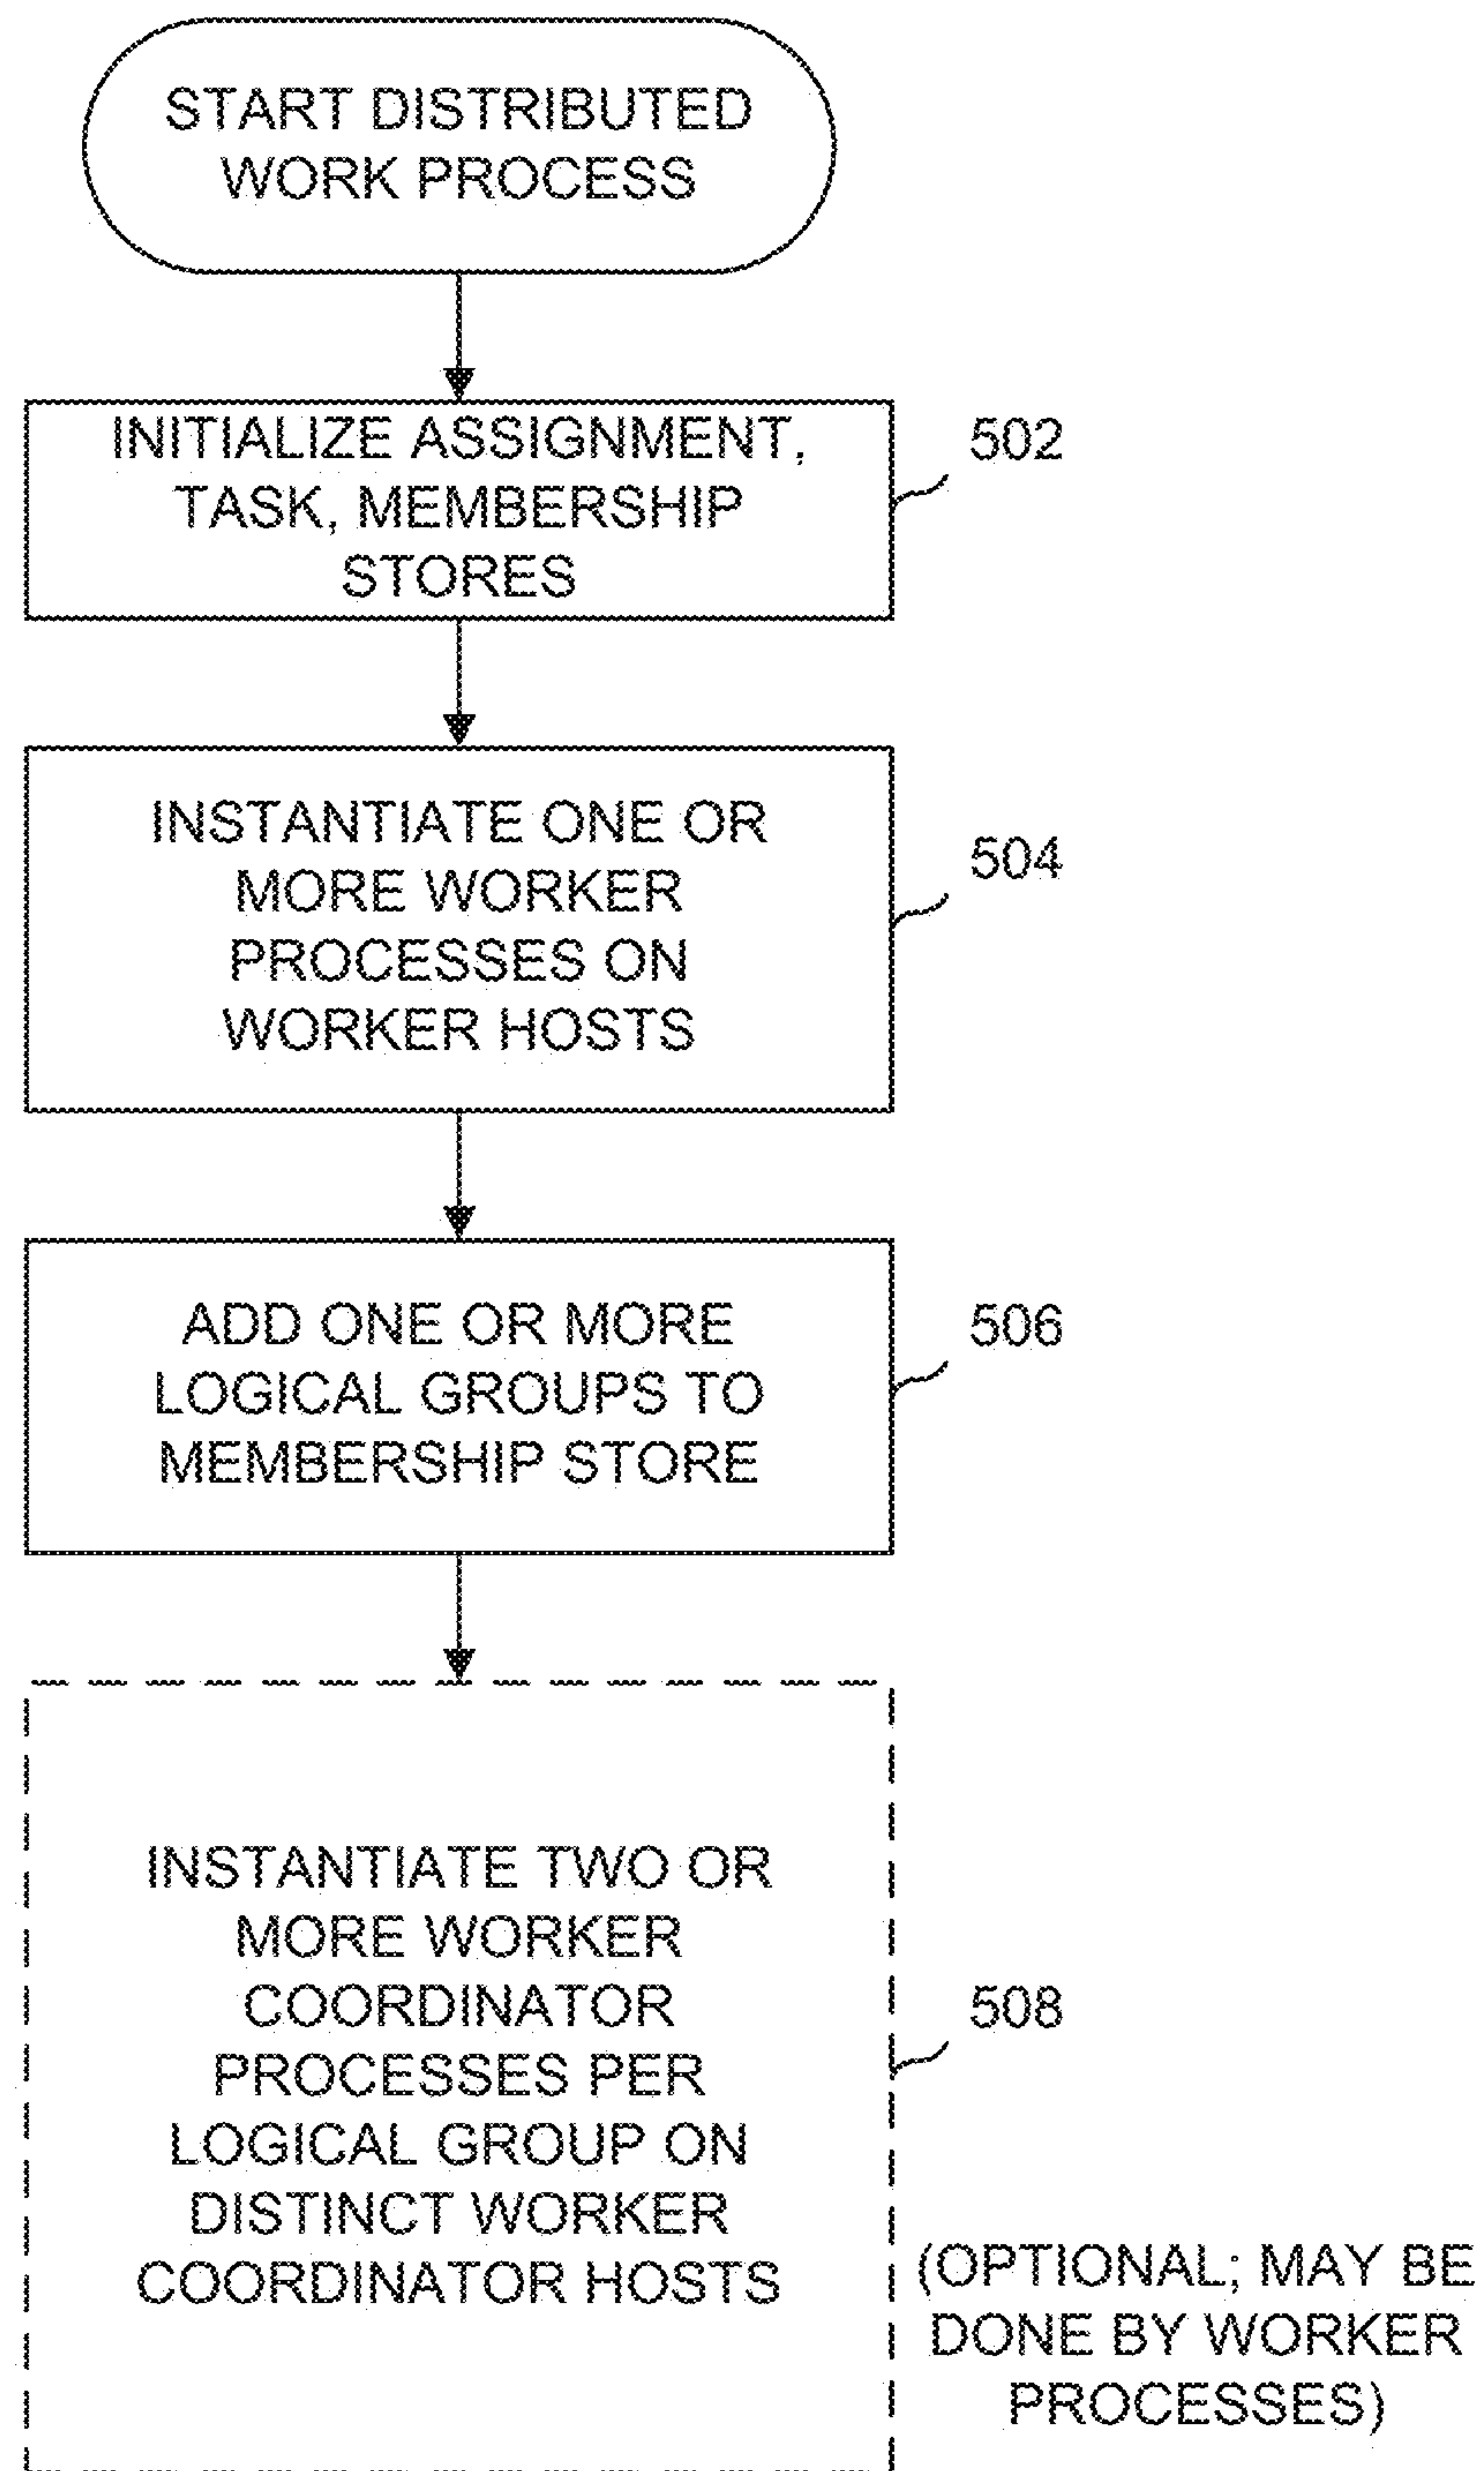 START DISTRIBUTED
WORK PROCESS
INITIALIZE ASSIGNMENT,
TASK, MEMBERSHIP
STORES
502
INSTANTIATE ONE OR
MORE WORKER
PROCESSES ON
WORKER HOSTS
504
ADD ONE OR MORE
LOGICAL GROUPS TO
MEMBERSHIP STORE
506
INSTANTIATE TWO OR
MORE WORKER
COORDINATOR
PROCESSES PER
LOGICAL GROUP ON
DISTINCT WORKER
COORDINATOR HOSTS
508
(OPTIONAL; MAY BE
DONE BY WORKER
PROCESSES)